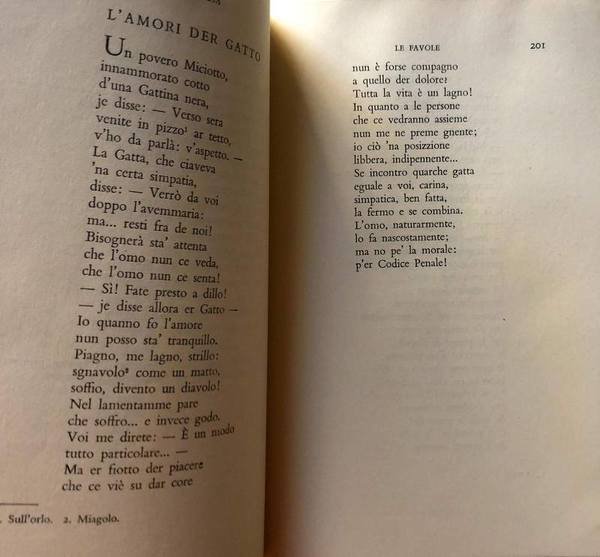 L'AMORI DER GATTO
Un povero Miciotto,
innammorato cotto
d'una Gattina nera,
je disse: — Verso sera
venite in pizzo¹ ar tetto,
v'ho da parlà: v'aspetto. —
La Gatta, che ciaveva
'na certa simpatia,
disse: — Verrò da voi
doppo l'avemmaria:
ma... resti fra de noi!
Bisognerà sta' attenta
che l'omo nun ce veda,
che l'omo nun ce senta!
— Sì! Fate presto a dillo!
— je disse allora er Gatto —
Io quanno fo l'amore
nun posso sta' tranquillo.
Piagno, me lagno, strillo:
sgnavolo² come un matto,
soffio, divento un diavolo!
Nel lamentamme pare
che soffro... e invece godo.
Voi me direte: — È un modo
tutto particolare... —
Ma er fiotto der piacere
che ce viè su dar core
Sull'orlo. 2. Miagolo.
LE FAVOLE 201
nun è forse compagno
a quello der dolore?
Tutta la vita è un lagno!
In quanto a le persone
che ce vedranno assieme
nun me ne preme gnente;
io ciò 'na posizzione
libbera, indipennente...
Se incontro quarche gatta
eguale a voi, carina,
simpatica, ben fatta,
la fermo e se combina.
L'omo, naturarmente,
lo fa nascostamente;
ma no pe' la morale:
p'er Codice Penale!